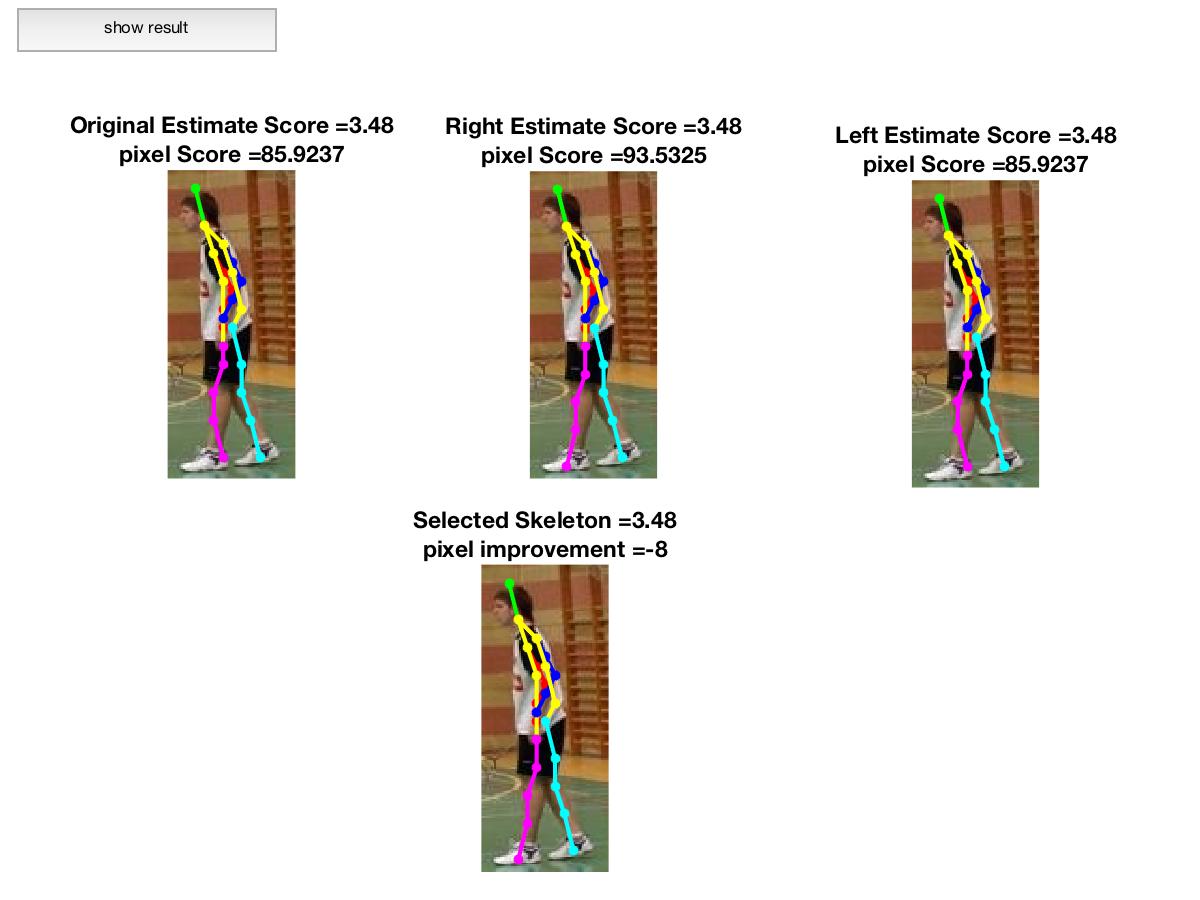 show result
Original Estimate Score =3.48
pixel Score =85.9237
Right Estimate Score =3.48
pixel Score =93.5325
Left Estimate Score =3.48
pixel Score =85.9237
Selected Skeleton =3.48
pixel improvement =-8